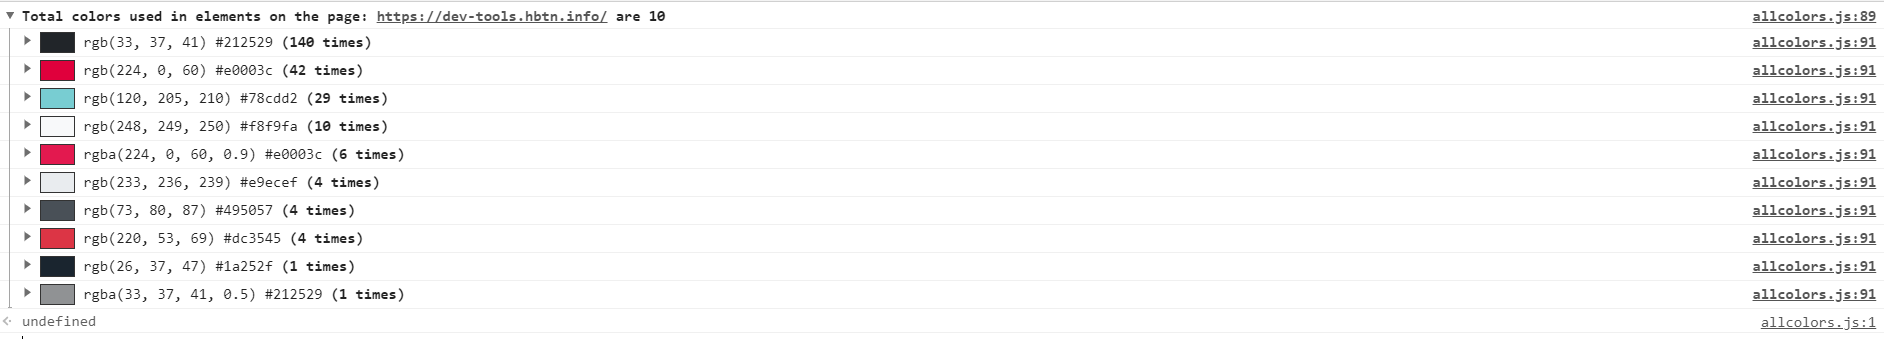 Total colors used in elements on the page: https://dev-tools.hbtn.info/ are 10 allcolors.js:89
rgb(33, 37, 41) #212529 (140 times) allcolors.js:91
rgb(224, 0, 60) #e0003c (42 times) allcolors.js:91
rgb(120, 205, 210) #78cdd2 (29 times) allcolors.js:91
rgb(248, 249, 250) #f8f9fa (10 times) allcolors.js:91
rgba(224, 0, 60, 0.9) #e0003c (6 times) allcolors.js:91
rgb(233, 236, 239) #e9ecef (4 times) allcolors.js:91
rgb(73, 80, 87) #495057 (4 times) allcolors.js:91
rgb(220, 53, 69) #dc3545 (4 times) allcolors.js:91
rgb(26, 37, 47) #1a252f (1 times) allcolors.js:91
rgba(33, 37, 41, 0.5) #212529 (1 times) allcolors.js:91
undefined allcolors.js:1